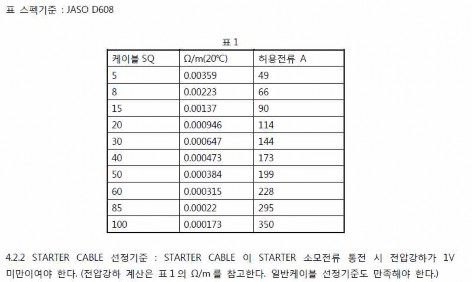 표 스펙기준 : JASO D608
표 1
케이블 SQ Ω/m(20℃) 허용전류 A
5 0.00359 49
8 0.00223 66
15 0.00137 90
20 0.000946 114
30 0.000647 144
40 0.000473 173
50 0.000384 199
60 0.000315 228
85 0.00022 295
100 0.000173 350
4.2.2 STARTER CABLE 선정기준 : STARTER CABLE 이 STARTER 소모전류 통전 시 전압강하가 1V
미만이여야 한다. (전압강하 계산은 표 1 의 Ω/m 를 참고한다. 일반케이블 선정기준도 만족해야 한다.)